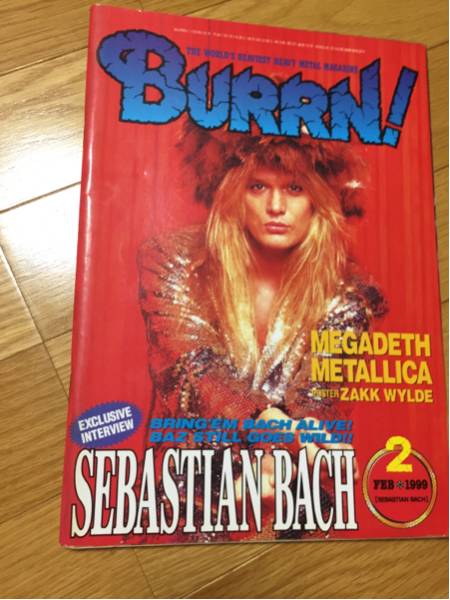 THE WORLD'S HEAVIEST HEAVY METAL MAGAZINE
BURRN!
MEGADETH
METALLICA
POSTER ZAKK WYLDE
EXCLUSIVE
INTERVIEW
BRING'EM BACH ALIVE!
BAZ STILL GOES WILD!!
SEBASTIAN BACH
2
FEB 1999
[SEBASTIAN BACH]